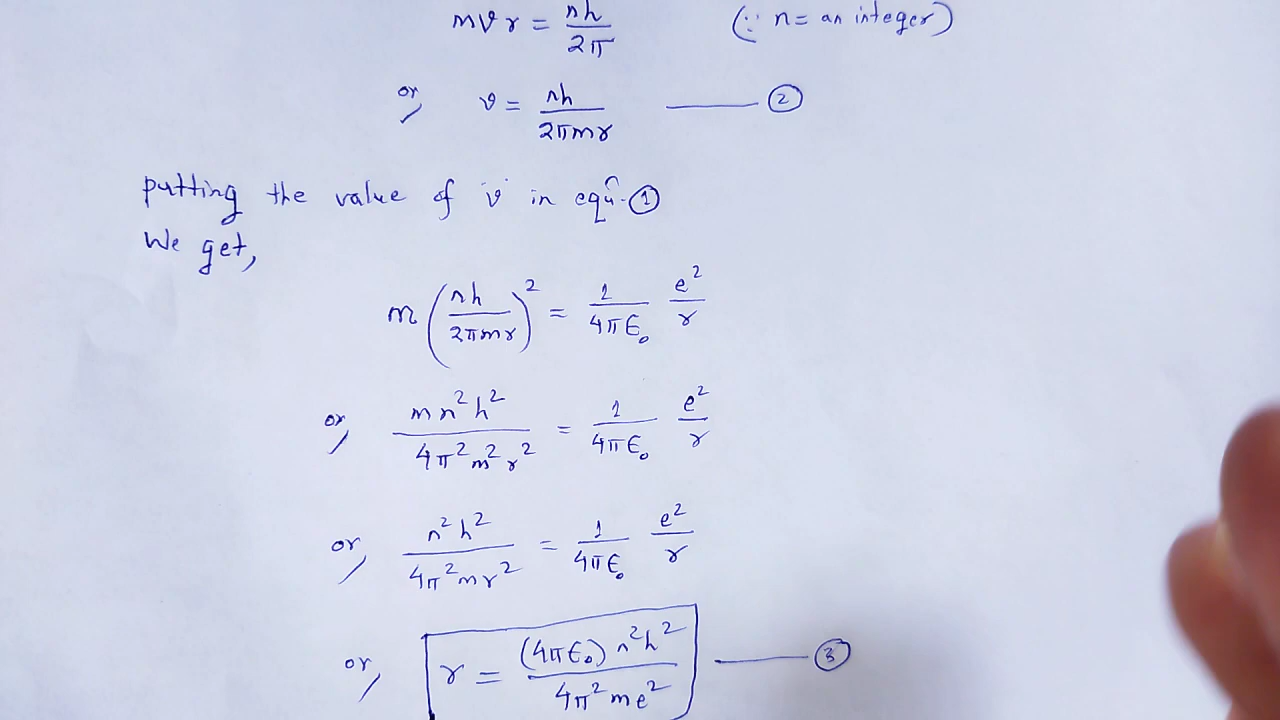 mvr = nh/2π (∵ n = an integer)
or, v = nh/2πmr —— ②
putting the value of 'v' in equⁿ. ①
We get,
m(nh/2πmr)² = 1/4πϵ₀ e²/r
or, mn²h²/4π²m²r² = 1/4πϵ₀ e²/r
or, n²h²/4π²mr² = 1/4πϵ₀ e²/r
or, r = (4πϵ₀)n²h²/4π²me² —— ③